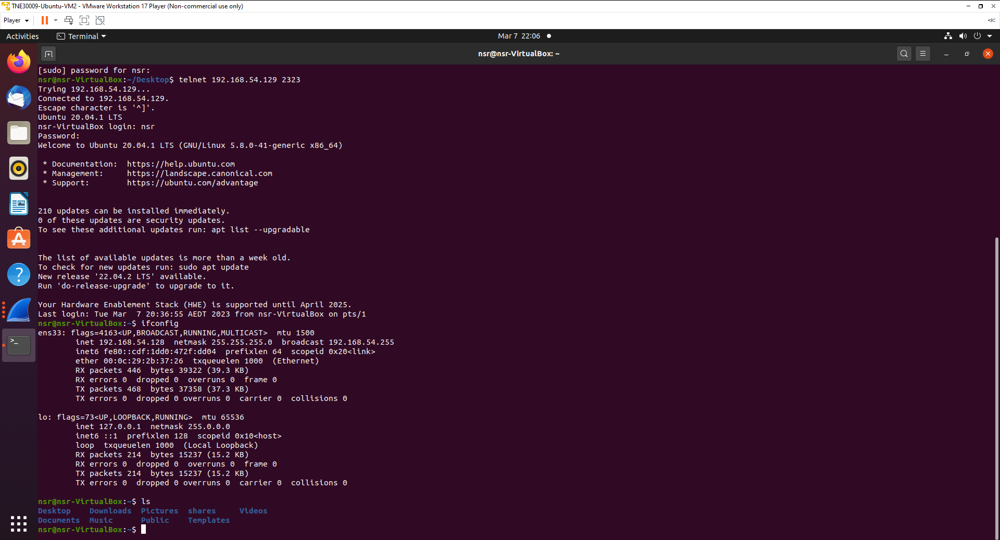 TNE30009-Ubuntu-VM2 - VMware Workstation 17 Player (Non-commercial use only)
Player
Activities
Terminal
Mar 7 22:06
nsr@nsr-VirtualBox: ~
[sudo] password for nsr:
nsr@nsr-VirtualBox:~/Desktop$ telnet 192.168.54.129 2323
Trying 192.168.54.129...
Connected to 192.168.54.129.
Escape character is '^]'.
Ubuntu 20.04.1 LTS
nsr-VirtualBox login: nsr
Password:
Welcome to Ubuntu 20.04.1 LTS (GNU/Linux 5.8.0-41-generic x86_64)
* Documentation:  https://help.ubuntu.com
* Management:     https://landscape.canonical.com
* Support:        https://ubuntu.com/advantage
210 updates can be installed immediately.
0 of these updates are security updates.
To see these additional updates run: apt list --upgradable
The list of available updates is more than a week old.
To check for new updates run: sudo apt update
New release '22.04.2 LTS' available.
Run 'do-release-upgrade' to upgrade to it.
Your Hardware Enablement Stack (HWE) is supported until April 2025.
Last login: Tue Mar  7 20:36:55 AEDT 2023 from nsr-VirtualBox on pts/1
nsr@nsr-VirtualBox:~$ ifconfig
ens33: flags=4163<UP,BROADCAST,RUNNING,MULTICAST>  mtu 1500
inet 192.168.54.128  netmask 255.255.255.0  broadcast 192.168.54.255
inet6 fe80::cdf:1dd0:472f:dd04  prefixlen 64  scopeid 0x20<link>
ether 00:0c:29:2b:37:26  txqueuelen 1000  (Ethernet)
RX packets 446  bytes 39322 (39.3 KB)
RX errors 0  dropped 0  overruns 0  frame 0
TX packets 468  bytes 37358 (37.3 KB)
TX errors 0  dropped 0 overruns 0  carrier 0  collisions 0
lo: flags=73<UP,LOOPBACK,RUNNING>  mtu 65536
inet 127.0.0.1  netmask 255.0.0.0
inet6 ::1  prefixlen 128  scopeid 0x10<host>
loop  txqueuelen 1000  (Local Loopback)
RX packets 214  bytes 15237 (15.2 KB)
RX errors 0  dropped 0  overruns 0  frame 0
TX packets 214  bytes 15237 (15.2 KB)
TX errors 0  dropped 0 overruns 0  carrier 0  collisions 0
nsr@nsr-VirtualBox:~$ ls
Desktop    Downloads  Pictures  shares     Videos
Documents  Music      Public    Templates
nsr@nsr-VirtualBox:~$